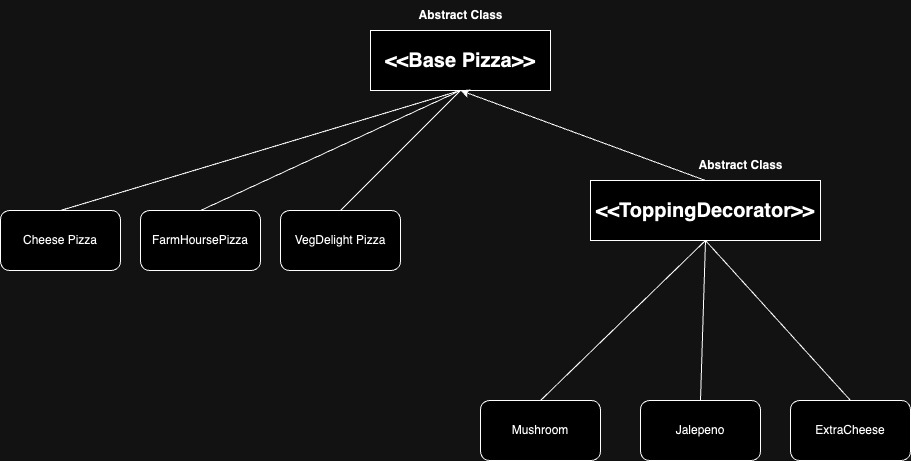 Abstract Class
<<Base Pizza>>
Abstract Class
<<ToppingDecorator>>
Cheese Pizza
FarmHoursePizza
VegDelight Pizza
Mushroom
Jalepeno
ExtraCheese